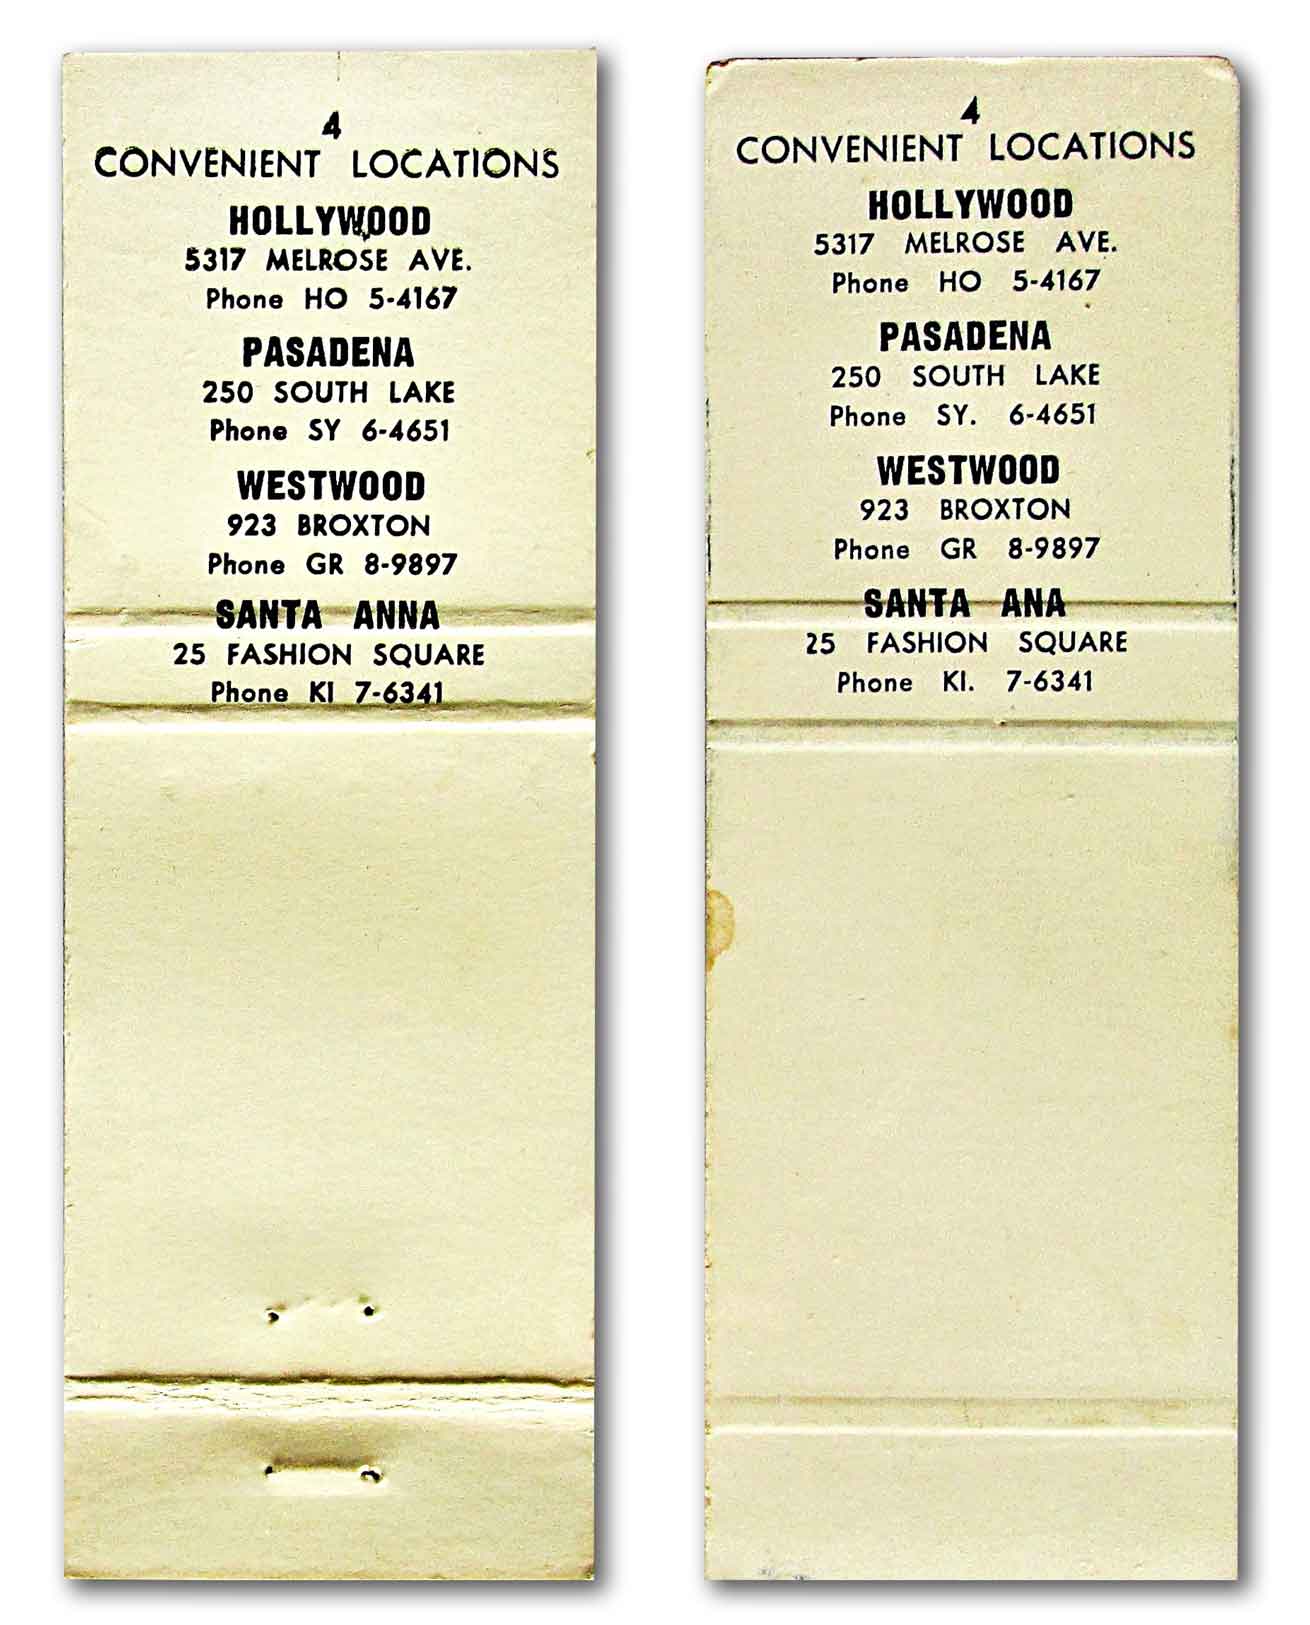 4
CONVENIENT LOCATIONS
HOLLYWOOD
5317 MELROSE AVE.
Phone HO 5-4167
PASADENA
250 SOUTH LAKE
Phone SY 6-4651
WESTWOOD
923 BROXTON
Phone GR 8-9897
SANTA ANNA
25 FASHION SQUARE
Phone KI 7-6341
4
CONVENIENT LOCATIONS
HOLLYWOOD
5317 MELROSE AVE.
Phone HO 5-4167
PASADENA
250 SOUTH LAKE
Phone SY. 6-4651
WESTWOOD
923 BROXTON
Phone GR 8-9897
SANTA ANA
25 FASHION SQUARE
Phone KI. 7-6341